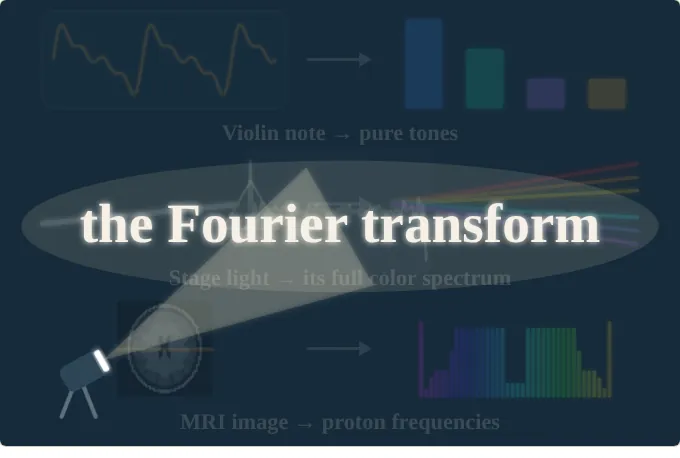 Violin note → pure tones
the Fourier transform
Stage light → its full color spectrum
MRI image → proton frequencies